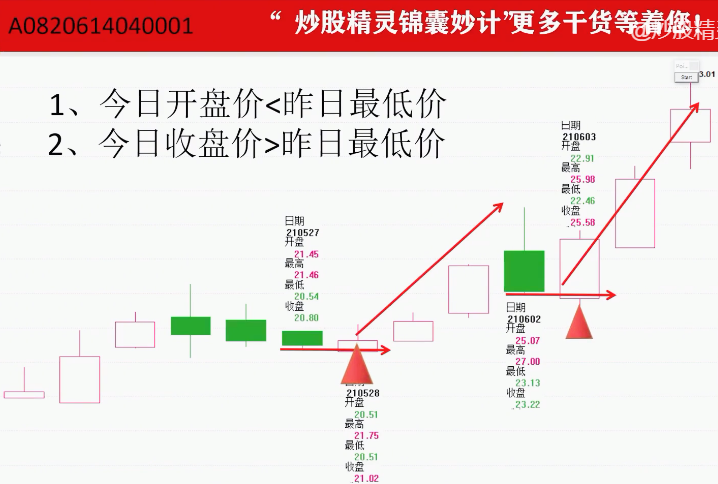 A0820614040001
“ 炒股精灵锦囊妙计”更多干货等着您！
@炒股精灵
Start
3.01
1、今日开盘价<昨日最低价
2、今日收盘价>昨日最低价
日期
210603
开盘
22.91
最高
25.98
最低
22.46
收盘
25.58
日期
210527
开盘
21.45
最高
21.46
最低
20.54
收盘
20.80
日期
210602
开盘
25.07
最高
27.00
最低
23.13
收盘
23.22
日期
210528
开盘
20.51
最高
21.75
最低
20.51
收盘
21.02